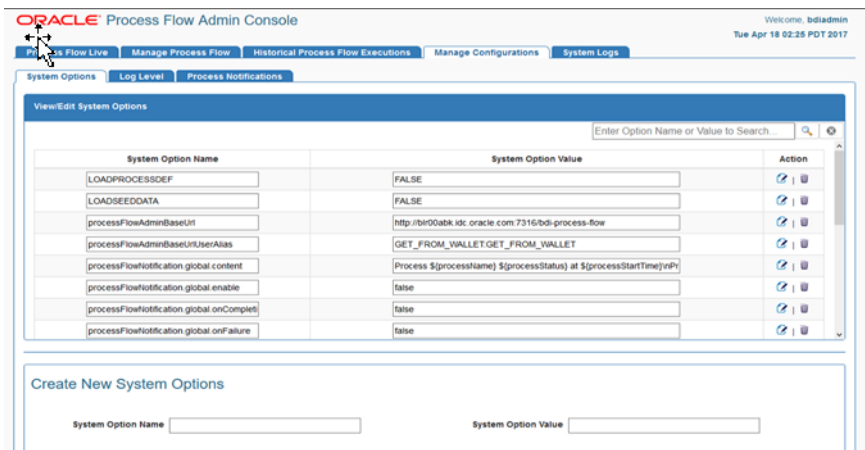 ORACLE Process Flow Admin Console
Welcome, bdiadmin
Tue Apr 18 02:25 PDT 2017
Process Flow Live Manage Process Flow Historical Process Flow Executions Manage Configurations System Logs
System Options Log Level Process Notifications
View/Edit System Options
Enter Option Name or Value to Search...
System Option Name System Option Value Action
LOADPROCESSDEF FALSE |
LOADSEEDDATA FALSE |
processFlowAdminBaseUrl http://blr00abk.idc.oracle.com:7316/bdi-process-flow |
processFlowAdminBaseUrlUserAlias GET_FROM_WALLET:GET_FROM_WALLET |
processFlowNotification.global.content Process ${processName} ${processStatus} at ${processStartTime}\nPr |
processFlowNotification.global.enable false |
processFlowNotification.global.onCompleti false |
processFlowNotification.global.onFailure false |
Create New System Options
System Option Name System Option Value